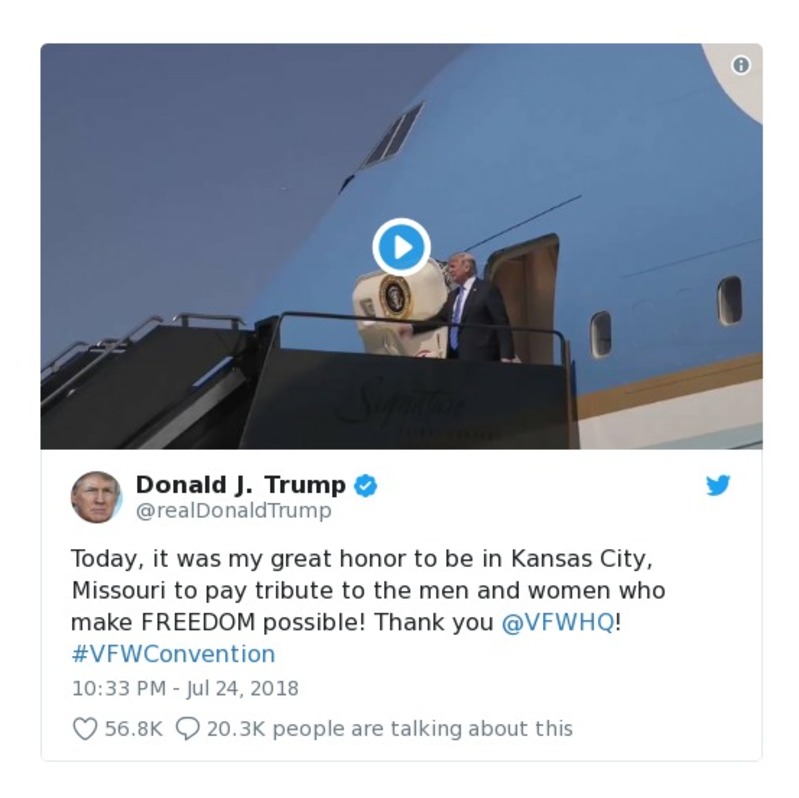 Signature
Donald J. Trump
@realDonaldTrump
Today, it was my great honor to be in Kansas City,
Missouri to pay tribute to the men and women who
make FREEDOM possible! Thank you @VFWHQ!
#VFWConvention
10:33 PM - Jul 24, 2018
56.8K 20.3K people are talking about this